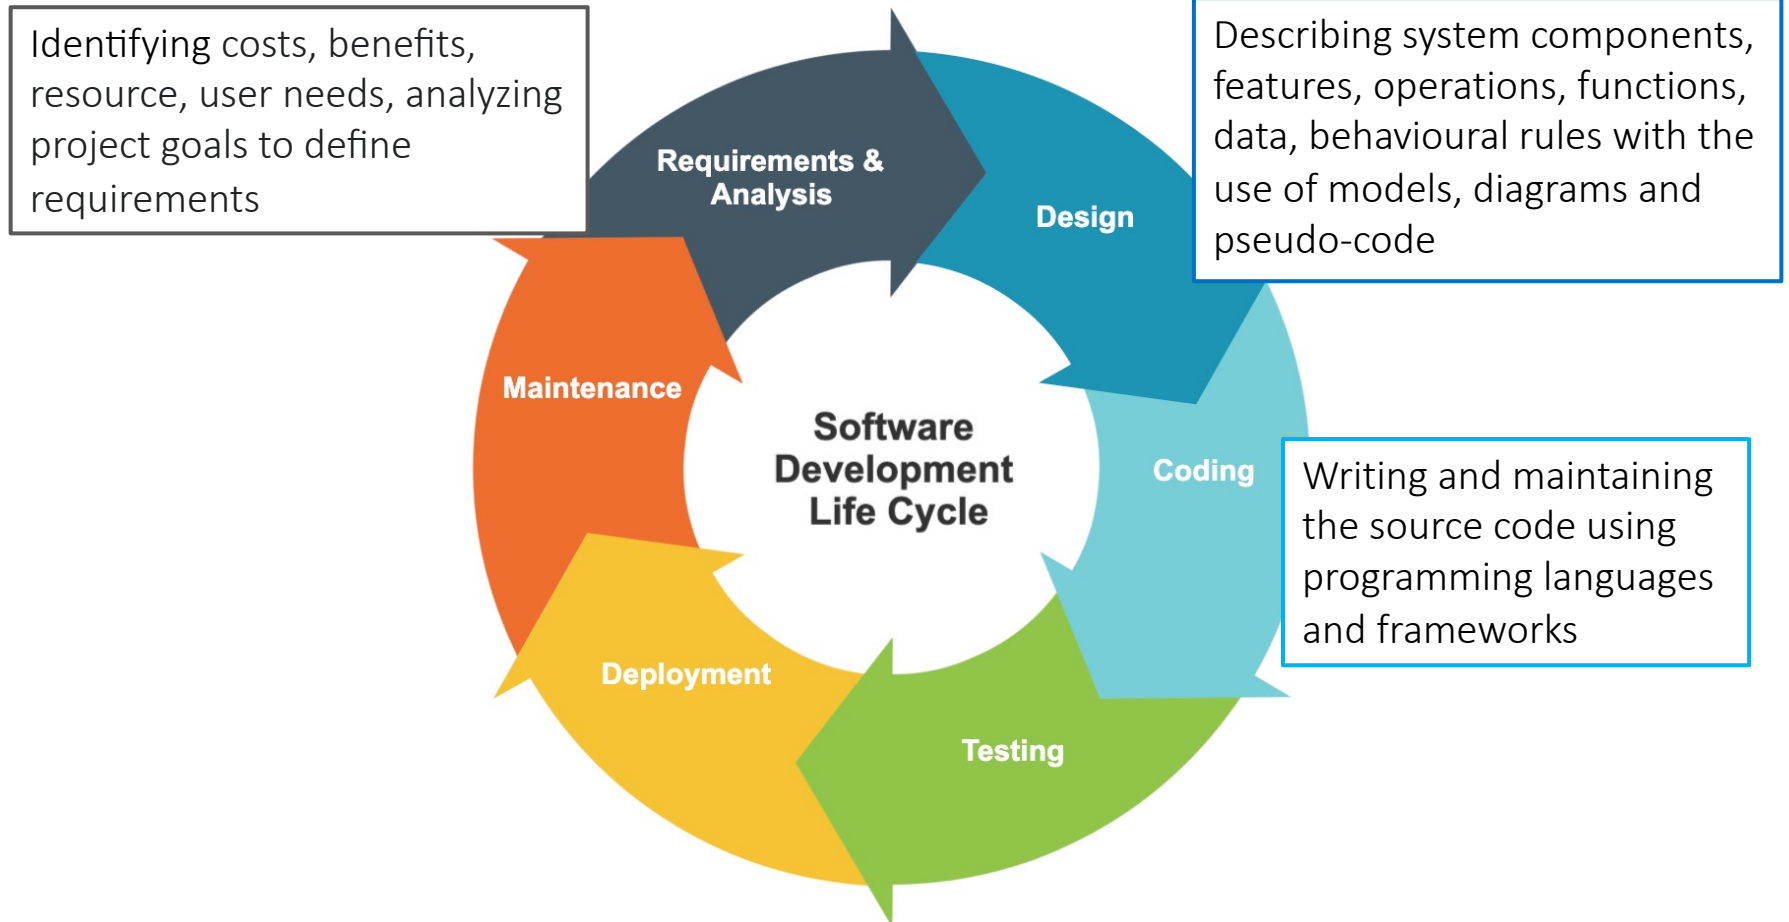 Identifying costs, benefits,
resource, user needs, analyzing
project goals to define
requirements
Describing system components,
features, operations, functions,
data, behavioural rules with the
use of models, diagrams and
pseudo-code
Requirements &
Analysis
Design
Maintenance
Software
Development
Life Cycle
Coding
Writing and maintaining
the source code using
programming languages
and frameworks
Deployment
Testing